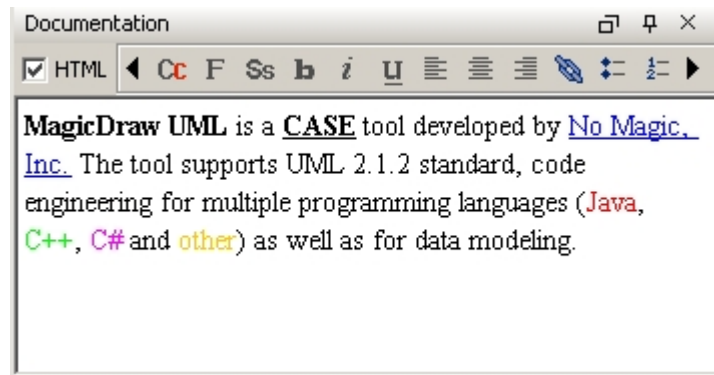 Documentation
HTML Cc F Ss b i U
MagicDraw UML is a CASE tool developed by No Magic,
Inc. The tool supports UML 2.1.2 standard, code
engineering for multiple programming languages (Java,
C++, C# and other) as well as for data modeling.